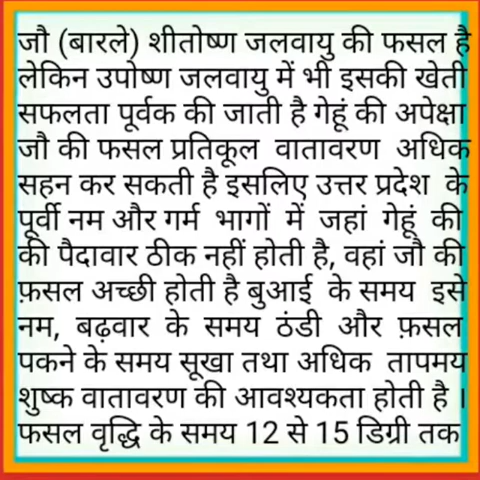 जौ (बारले) शीतोष्ण जलवायु की फसल है
लेकिन उपोष्ण जलवायु में भी इसकी खेती
सफलता पूर्वक की जाती है गेहूं की अपेक्षा
जौ की फसल प्रतिकूल वातावरण अधिक
सहन कर सकती है इसलिए उत्तर प्रदेश के
पूर्वी नम और गर्म भागों में जहां गेहूं की
की पैदावार ठीक नहीं होती है, वहां जौ की
फ़सल अच्छी होती है बुआई के समय इसे
नम, बढ़वार के समय ठंडी और फ़सल
पकने के समय सूखा तथा अधिक तापमय
शुष्क वातावरण की आवश्यकता होती है ।
फसल वृद्धि के समय 12 से 15 डिग्री तक